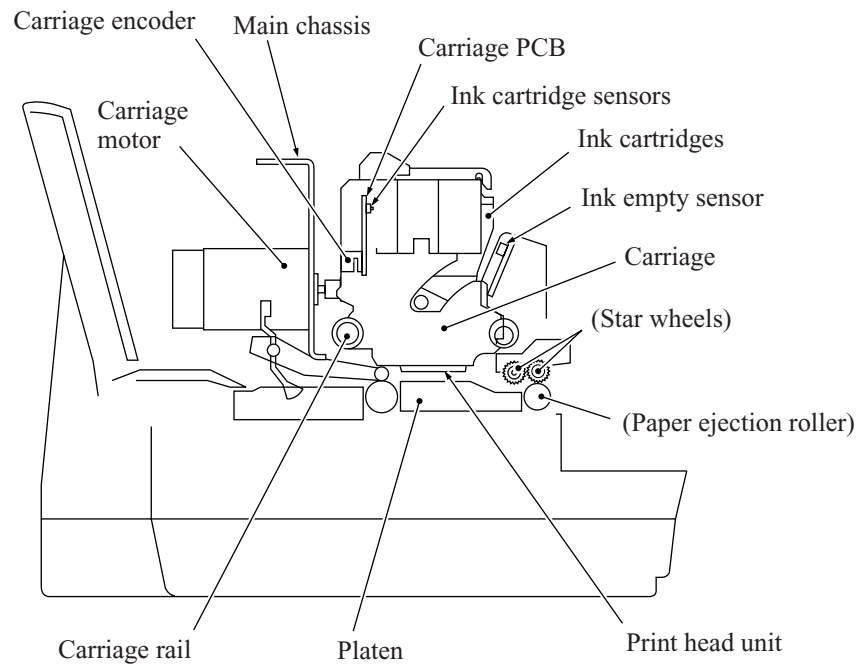 Carriage encoder
Main chassis
Carriage PCB
Ink cartridge sensors
Carriage
motor
Ink cartridges
Ink empty sensor
Carriage
(Star wheels)
(Paper ejection roller)
Carriage rail
Platen
Print head unit